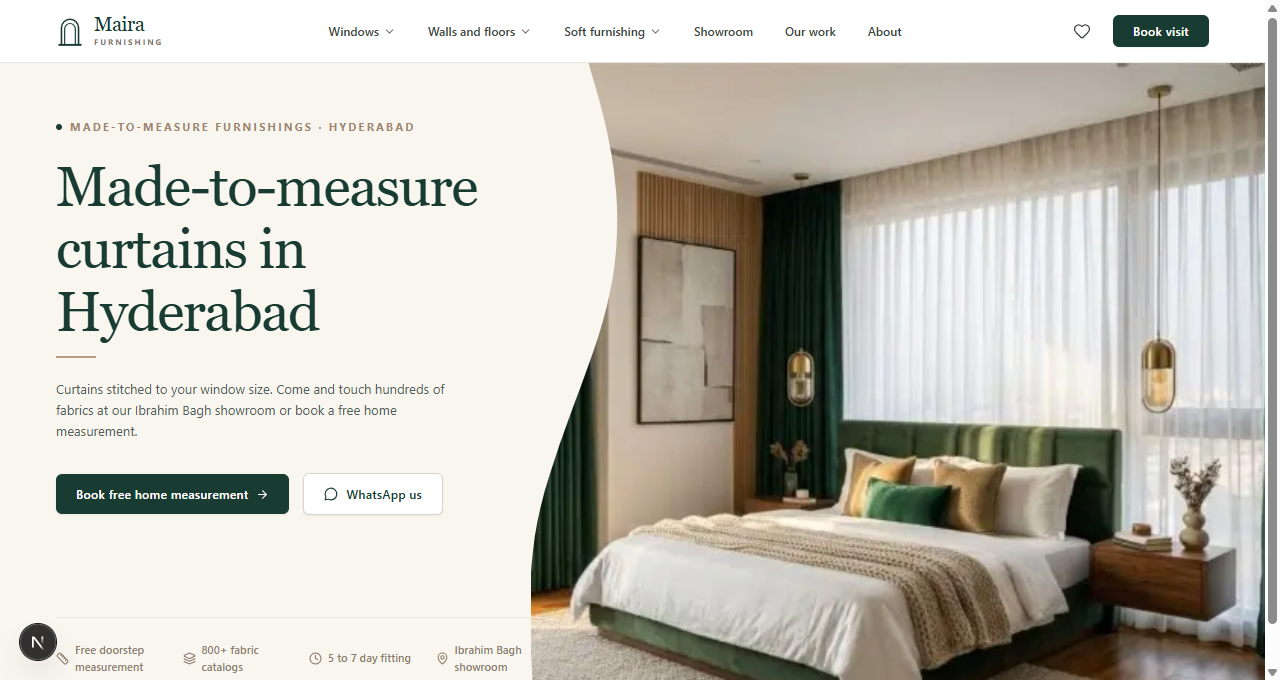 Maira
FURNISHING
Windows
Walls and floors
Soft furnishing
Showroom
Our work
About
Book visit
MADE-TO-MEASURE FURNISHINGS · HYDERABAD
Made-to-measure
curtains in
Hyderabad
Curtains stitched to your window size. Come and touch hundreds of
fabrics at our Ibrahim Bagh showroom or book a free home
measurement.
Book free home measurement →
WhatsApp us
N
Free doorstep
measurement
800+ fabric
catalogs
5 to 7 day fitting
Ibrahim Bagh
showroom